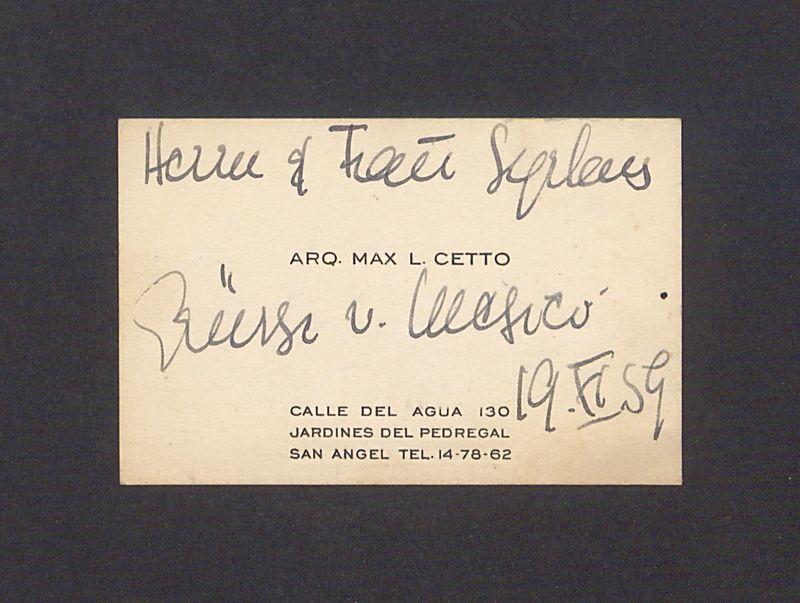 Herrn & Frau
ARQ. MAX L. CETTO
Grüsse v. Mexico
19.XI.59
CALLE DEL AGUA 130
JARDINES DEL PEDREGAL
SAN ANGEL TEL. 14-78-62